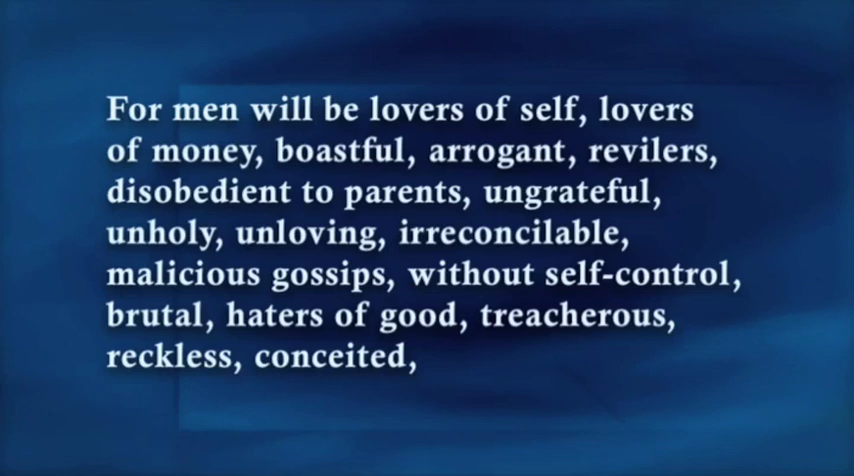 For men will be lovers of self, lovers
of money, boastful, arrogant, revilers,
disobedient to parents, ungrateful,
unholy, unloving, irreconcilable,
malicious gossips, without self-control,
brutal, haters of good, treacherous,
reckless, conceited,